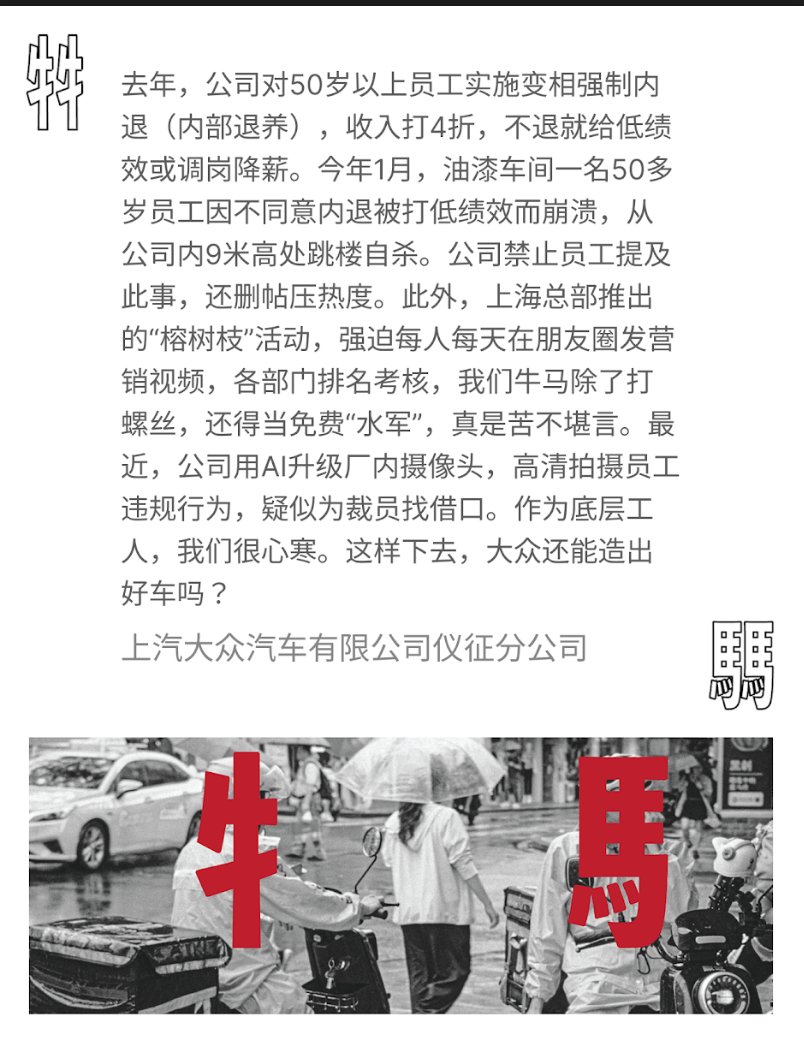 牪
去年，公司对50岁以上员工实施变相强制内
退（内部退养），收入打4折，不退就给低绩
效或调岗降薪。今年1月，油漆车间一名50多
岁员工因不同意内退被打低绩效而崩溃，从
公司内9米高处跳楼自杀。公司禁止员工提及
此事，还删帖压热度。此外，上海总部推出
的“榕树枝”活动，强迫每人每天在朋友圈发营
销视频，各部门排名考核，我们牛马除了打
螺丝，还得当免费“水军”，真是苦不堪言。最
近，公司用AI升级厂内摄像头，高清拍摄员工
违规行为，疑似为裁员找借口。作为底层工
人，我们很心寒。这样下去，大众还能造出
好车吗？
上汽大众汽车有限公司仪征分公司
騳
牛 馬